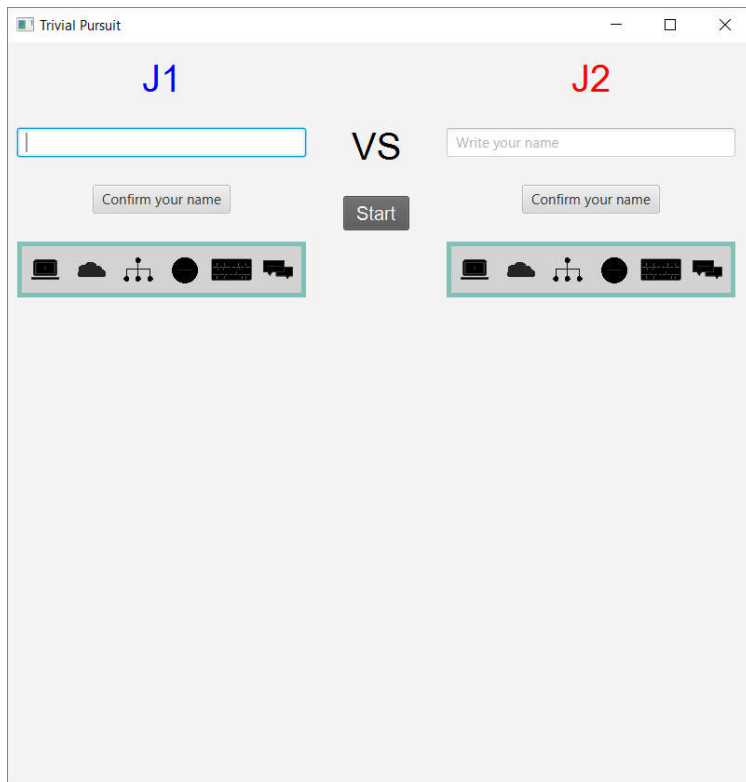 Trivial Pursuit
J1
J2
VS
Write your name
Confirm your name
Confirm your name
Start